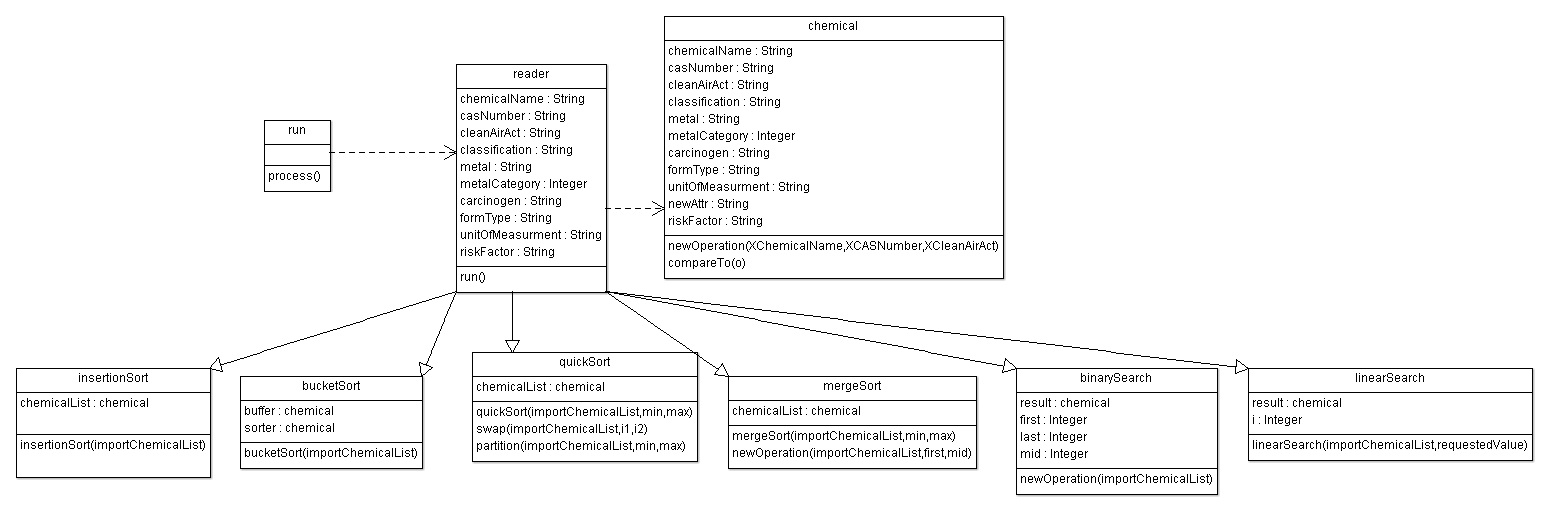 run
process()
reader
chemicalName : String
casNumber : String
cleanAirAct : String
classification : String
metal : String
metalCategory : Integer
carcinogen : String
formType : String
unitOfMeasurment : String
riskFactor : String
run()
chemical
chemicalName : String
casNumber : String
cleanAirAct : String
classification : String
metal : String
metalCategory : Integer
carcinogen : String
formType : String
unitOfMeasurment : String
newAttr : String
riskFactor : String
newOperation(XChemicalName,XCASNumber,XCleanAirAct)
compareTo(o)
insertionSort
chemicalList : chemical
insertionSort(importChemicalList)
bucketSort
buffer : chemical
sorter : chemical
bucketSort(importChemicalList)
quickSort
chemicalList : chemical
quickSort(importChemicalList,min,max)
swap(importChemicalList,i1,i2)
partition(importChemicalList,min,max)
mergeSort
chemicalList : chemical
mergeSort(importChemicalList,min,max)
newOperation(importChemicalList,first,mid)
binarySearch
result : chemical
first : Integer
last : Integer
mid : Integer
newOperation(importChemicalList)
linearSearch
result : chemical
i : Integer
linearSearch(importChemicalList,requestedValue)